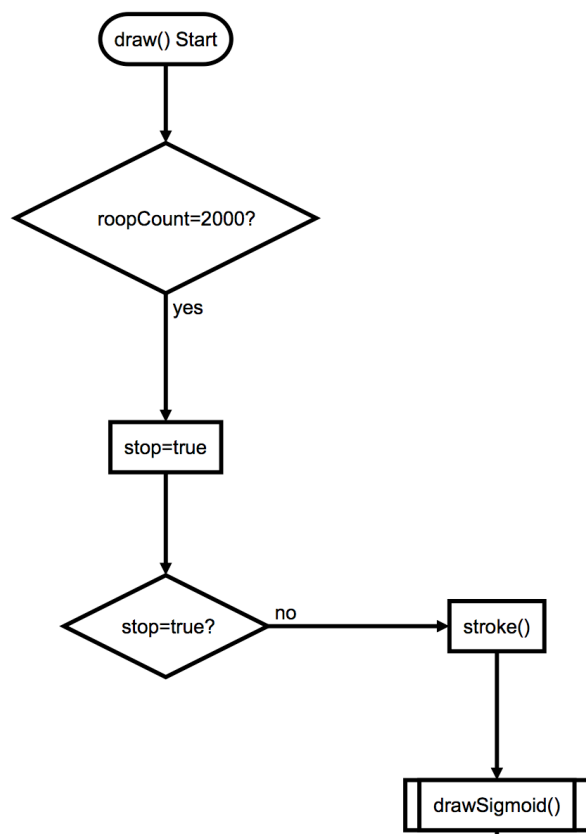 draw() Start
roopCount=2000?
yes
stop=true
stop=true?
no
stroke()
drawSigmoid()